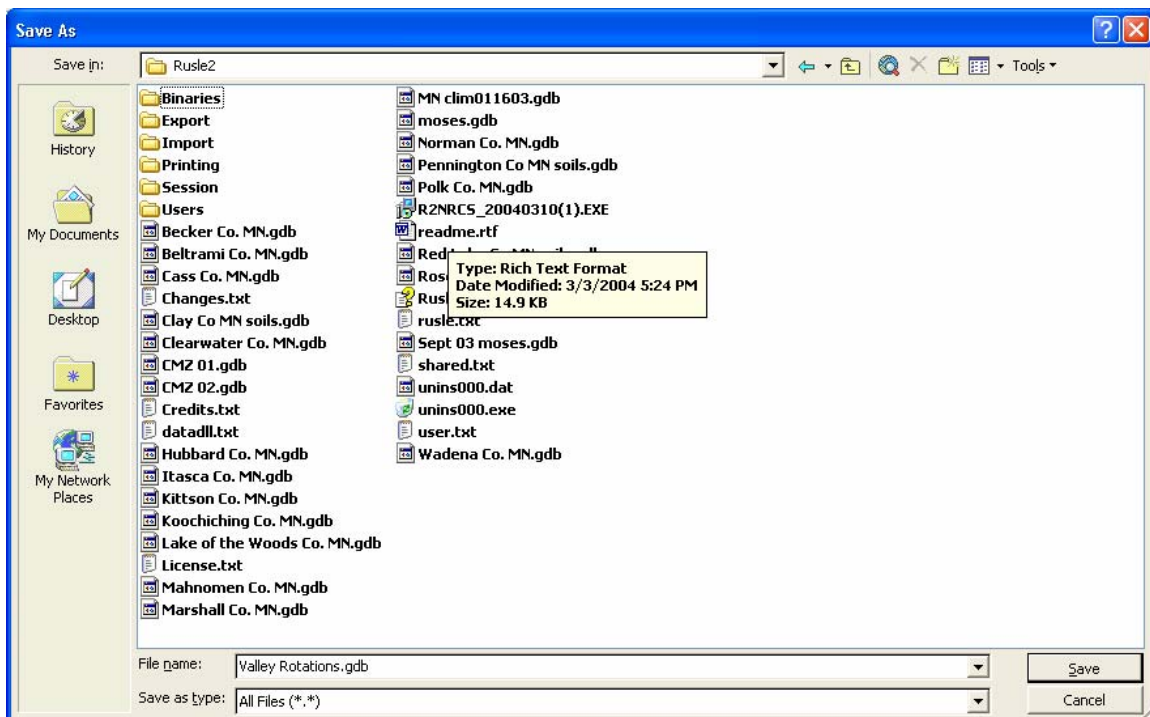 Save As
Save in:
Rusle2
Tools
History
My Documents
Desktop
Favorites
My Network
Places
Binaries
Export
Import
Printing
Session
Users
Becker Co. MN.gdb
Beltrami Co. MN.gdb
Cass Co. MN.gdb
Changes.txt
Clay Co MN soils.gdb
Clearwater Co. MN.gdb
CMZ 01.gdb
CMZ 02.gdb
Credits.txt
datadll.txt
Hubbard Co. MN.gdb
Itasca Co. MN.gdb
Kittson Co. MN.gdb
Koochiching Co. MN.gdb
Lake of the Woods Co. MN.gdb
License.txt
Mahnomen Co. MN.gdb
Marshall Co. MN.gdb
MN clim011603.gdb
moses.gdb
Norman Co. MN.gdb
Pennington Co MN soils.gdb
Polk Co. MN.gdb
R2NRCS_20040310(1).EXE
readme.rtf
Red
Type: Rich Text Format
Date Modified: 3/3/2004 5:24 PM
Size: 14.9 KB
rusle.txt
Sept 03 moses.gdb
shared.txt
unins000.dat
unins000.exe
user.txt
Wadena Co. MN.gdb
File name:
Valley Rotations.gdb
Save
Save as type:
All Files (*.*)
Cancel